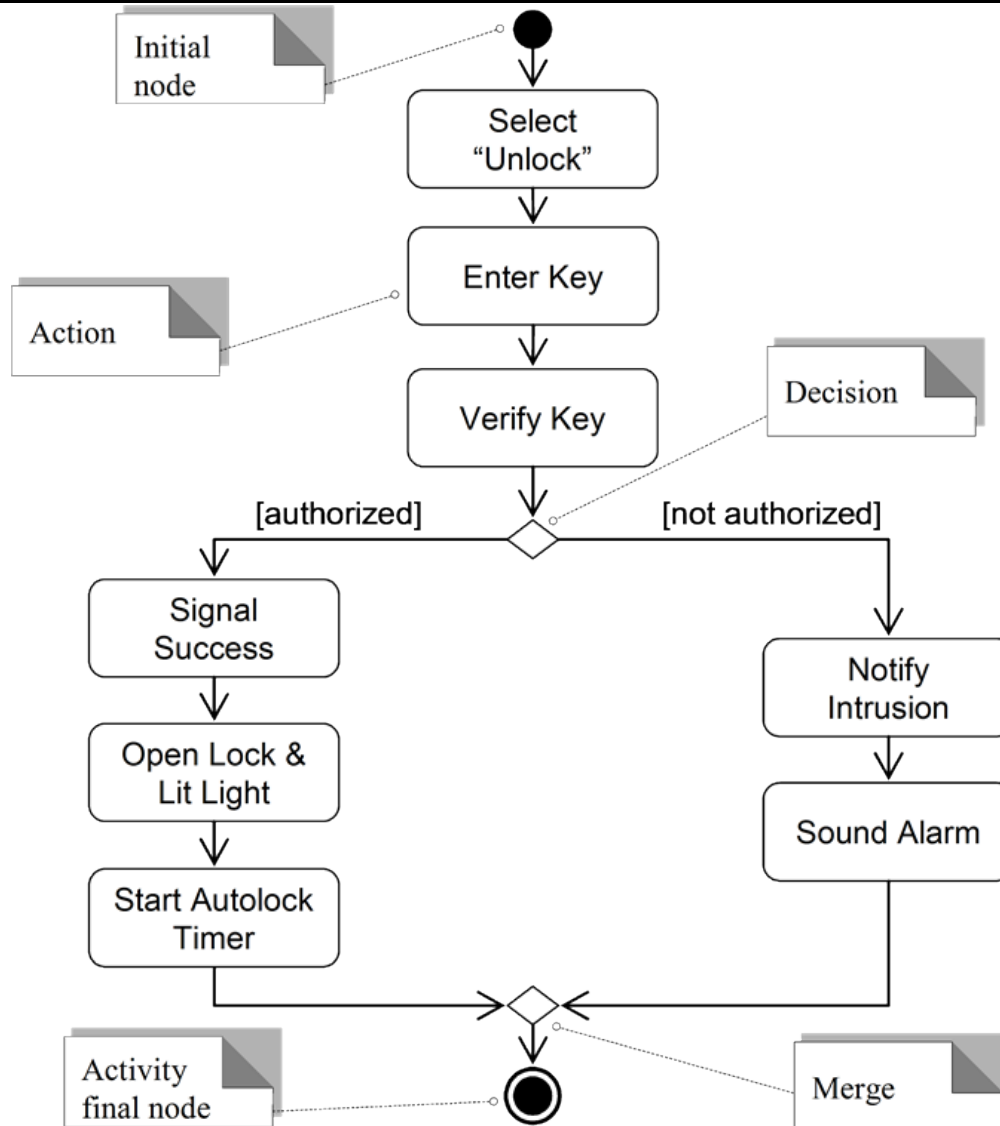 Initial
node
Select
“Unlock”
Enter Key
Action
Verify Key
Decision
[authorized]
[not authorized]
Signal
Success
Notify
Intrusion
Open Lock &
Lit Light
Sound Alarm
Start Autolock
Timer
Activity
final node
Merge